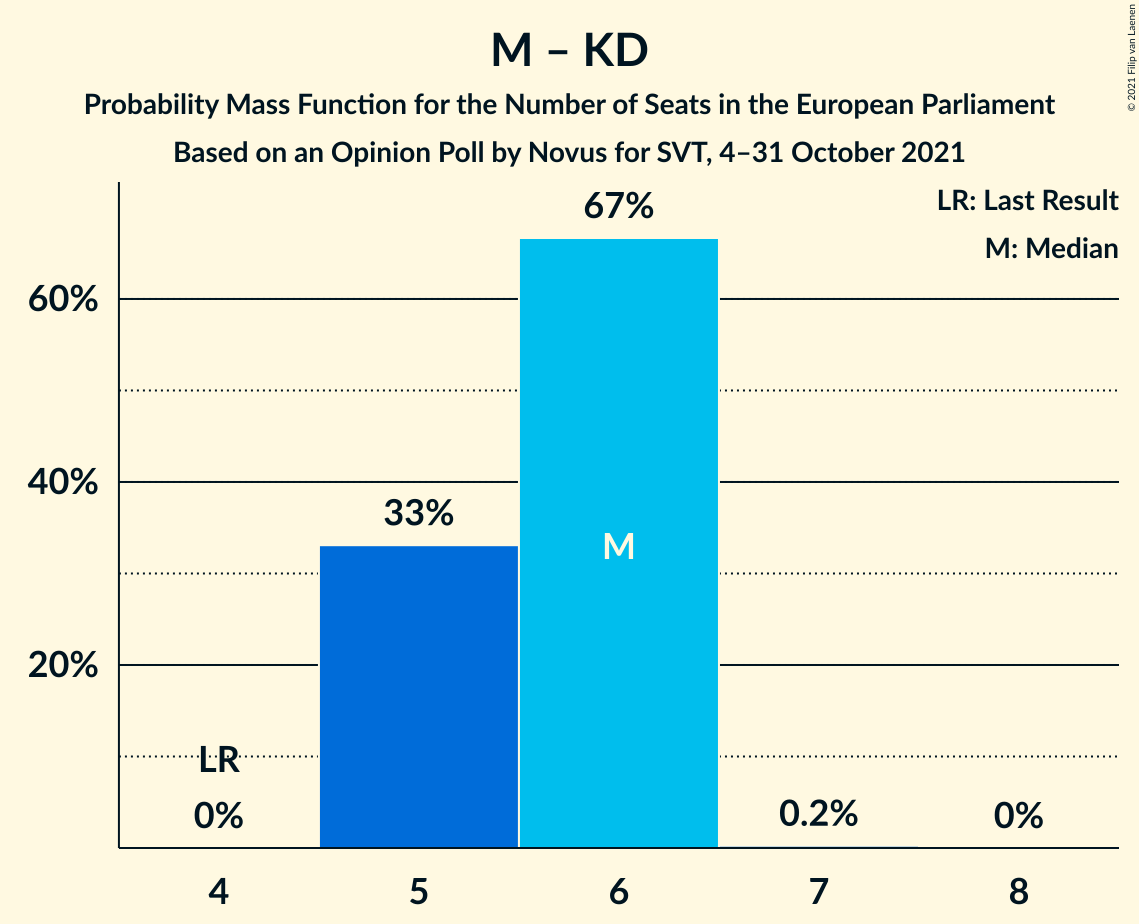 M – KD
Probability Mass Function for the Number of Seats in the European Parliament
Based on an Opinion Poll by Novus for SVT, 4–31 October 2021
© 2021 Filip van Laenen
LR: Last Result
M: Median
67%
60%
40%
33%
M
20%
LR
0%
0.2%
0%
4 5 6 7 8